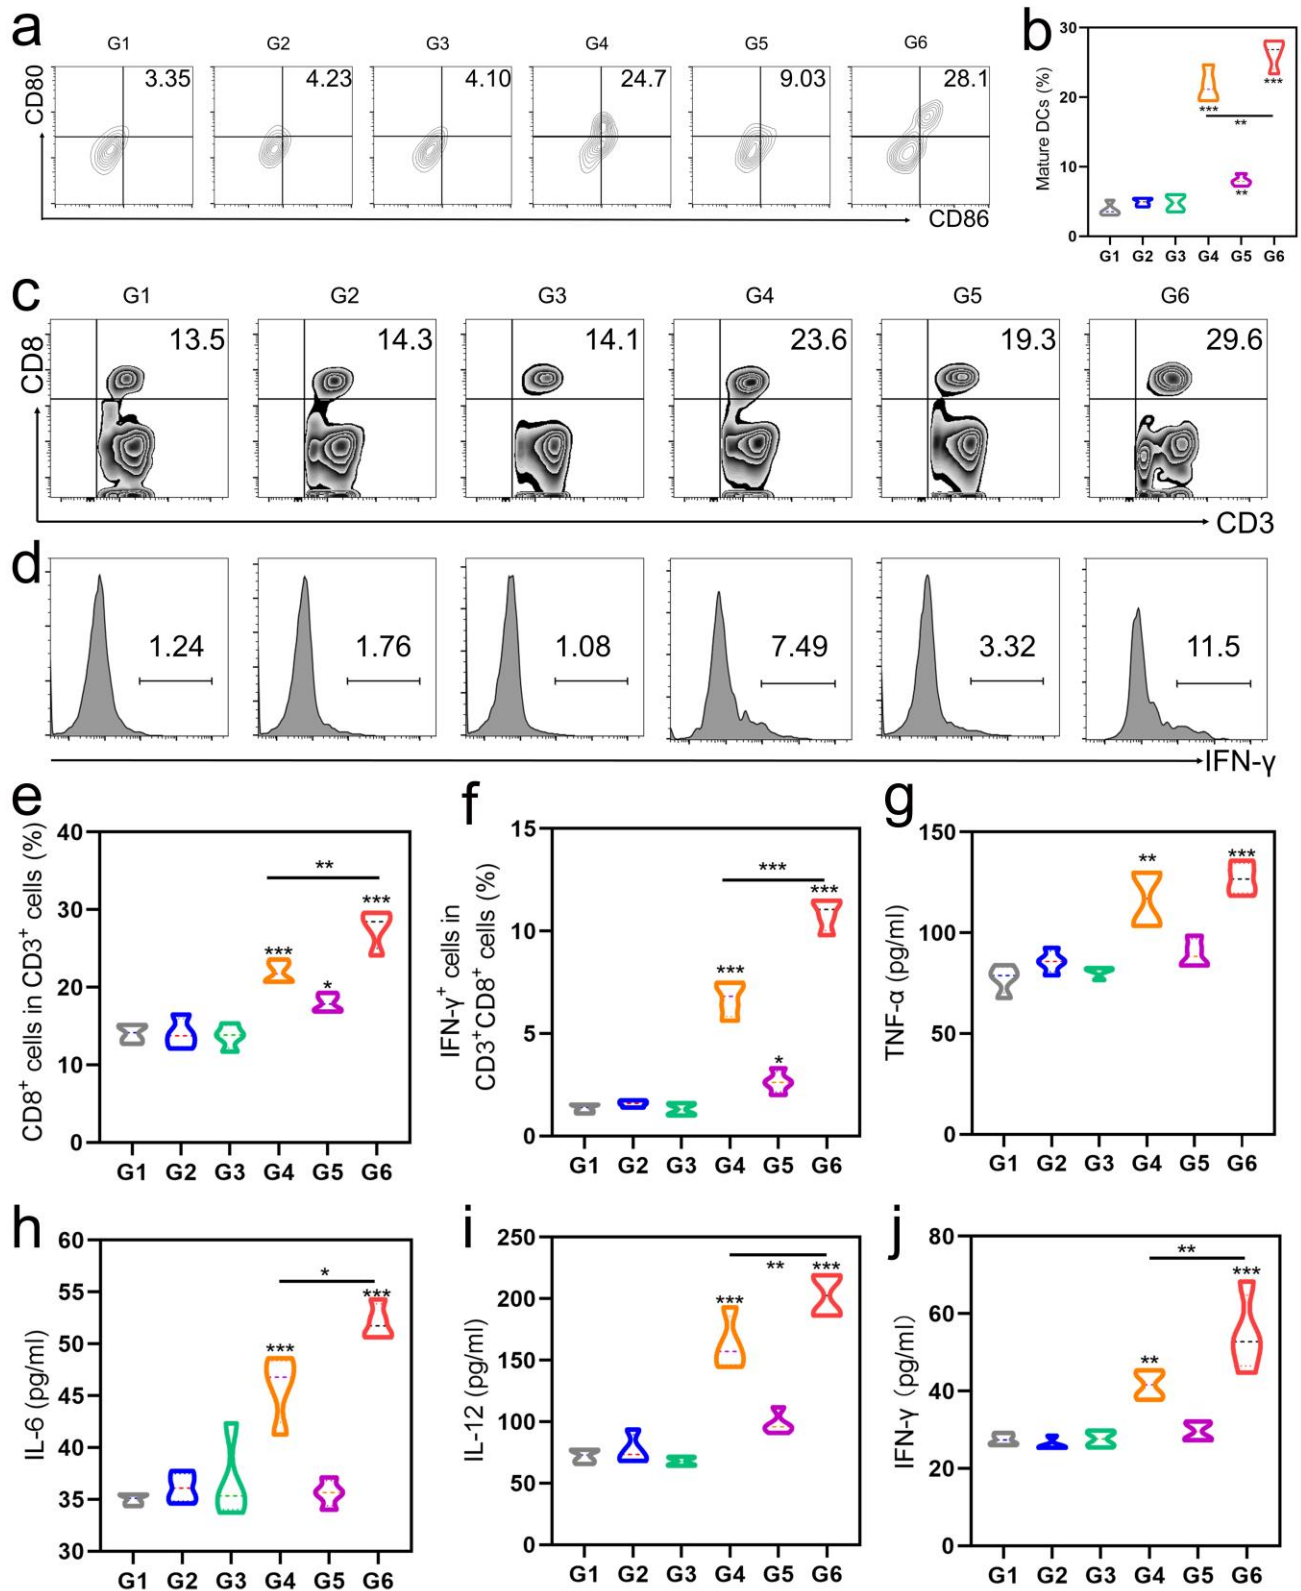 a
G1 G2 G3 G4 G5 G6
CD80
3.35 4.23 4.10 24.7 9.03 28.1
CD86
b
Mature DCs (%)
30
20
10
0
***
**
**
***
G1 G2 G3 G4 G5 G6
c
G1 G2 G3 G4 G5 G6
CD8
13.5 14.3 14.1 23.6 19.3 29.6
CD3
d
1.24 1.76 1.08 7.49 3.32 11.5
IFN-γ
e
CD8+ cells in CD3+ cells (%)
40
30
20
10
0
**
***
***
*
G1 G2 G3 G4 G5 G6
f
IFN-γ+ cells in
CD3+CD8+ cells (%)
15
10
5
0
***
***
***
*
G1 G2 G3 G4 G5 G6
g
TNF-α (pg/ml)
150
100
50
0
**
***
G1 G2 G3 G4 G5 G6
h
IL-6 (pg/ml)
60
55
50
45
40
35
30
*
***
***
G1 G2 G3 G4 G5 G6
i
IL-12 (pg/ml)
250
200
150
100
50
0
**
***
***
G1 G2 G3 G4 G5 G6
j
IFN-γ (pg/ml)
80
60
40
20
0
**
***
**
G1 G2 G3 G4 G5 G6